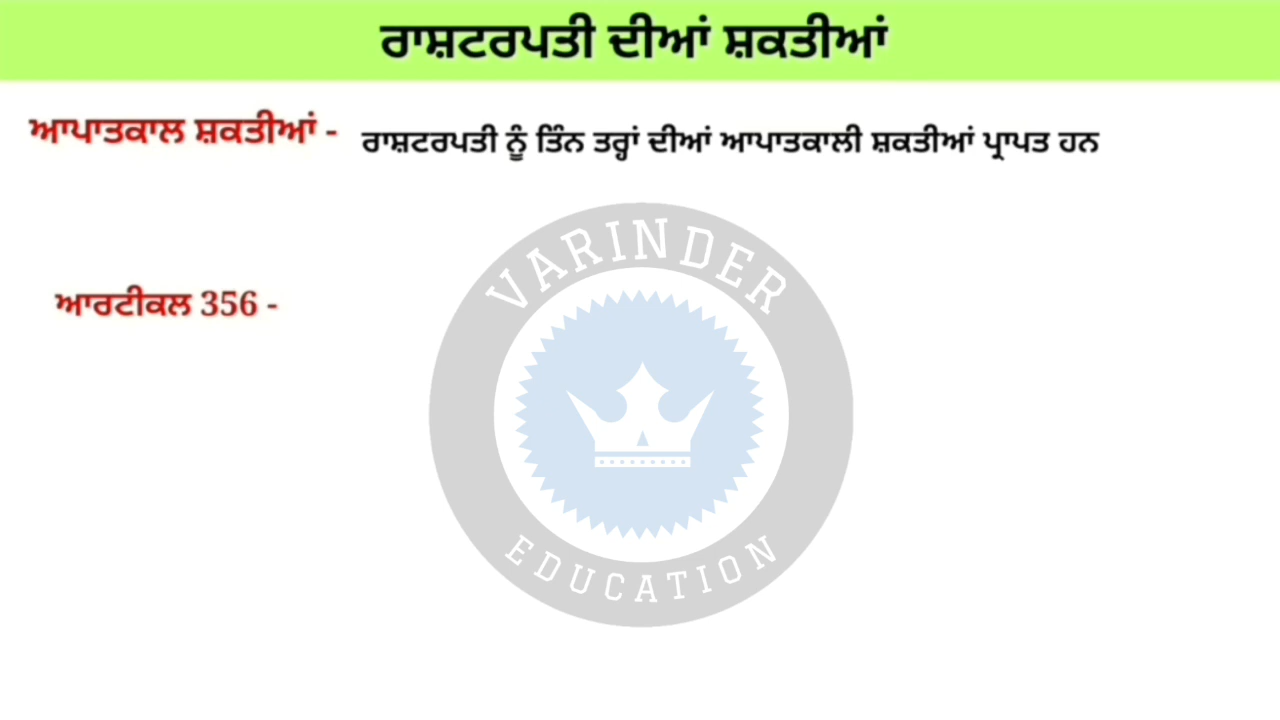 ਰਾਸ਼ਟਰਪਤੀ ਦੀਆਂ ਸ਼ਕਤੀਆਂ
ਆਪਾਤਕਾਲ ਸ਼ਕਤੀਆਂ - ਰਾਸ਼ਟਰਪਤੀ ਨੂੰ ਤਿੰਨ ਤਰ੍ਹਾਂ ਦੀਆਂ ਆਪਾਤਕਾਲੀ ਸ਼ਕਤੀਆਂ ਪ੍ਰਾਪਤ ਹਨ
VARINDER
ਆਰਟੀਕਲ 356 -
EDUCATION